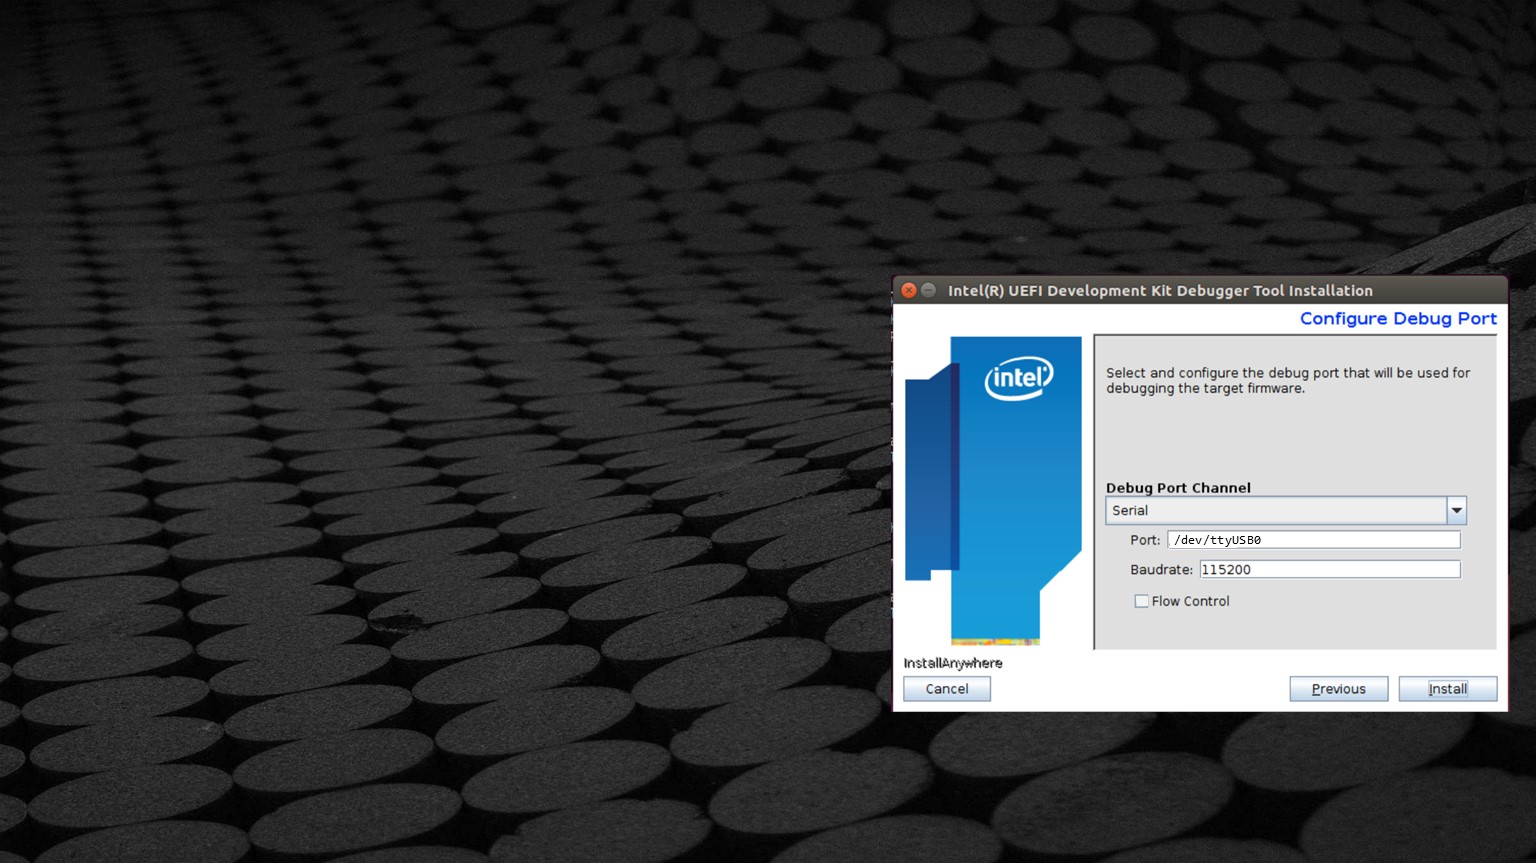 Intel(R) UEFI Development Kit Debugger Tool Installation
Configure Debug Port
intel
Select and configure the debug port that will be used for
debugging the target firmware.
Debug Port Channel
Serial
Port: /dev/ttyUSB0
Baudrate: 115200
Flow Control
InstallAnywhere
Cancel
Previous
Install